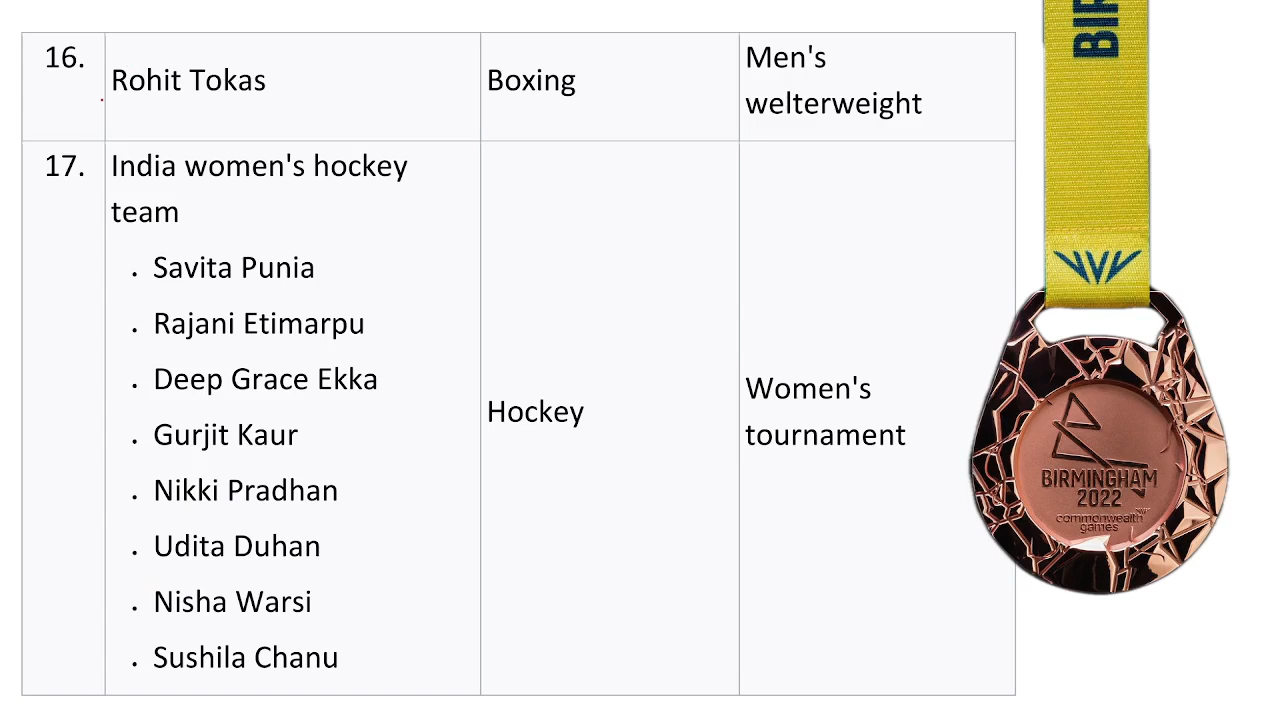 16.
Rohit Tokas
Boxing
Men's
welterweight
17.
India women's hockey
team
. Savita Punia
. Rajani Etimarpu
. Deep Grace Ekka
. Gurjit Kaur
. Nikki Pradhan
. Udita Duhan
. Nisha Warsi
. Sushila Chanu
Hockey
Women's
tournament
BIR
BIRMINGHAM
2022
commonwealth
games